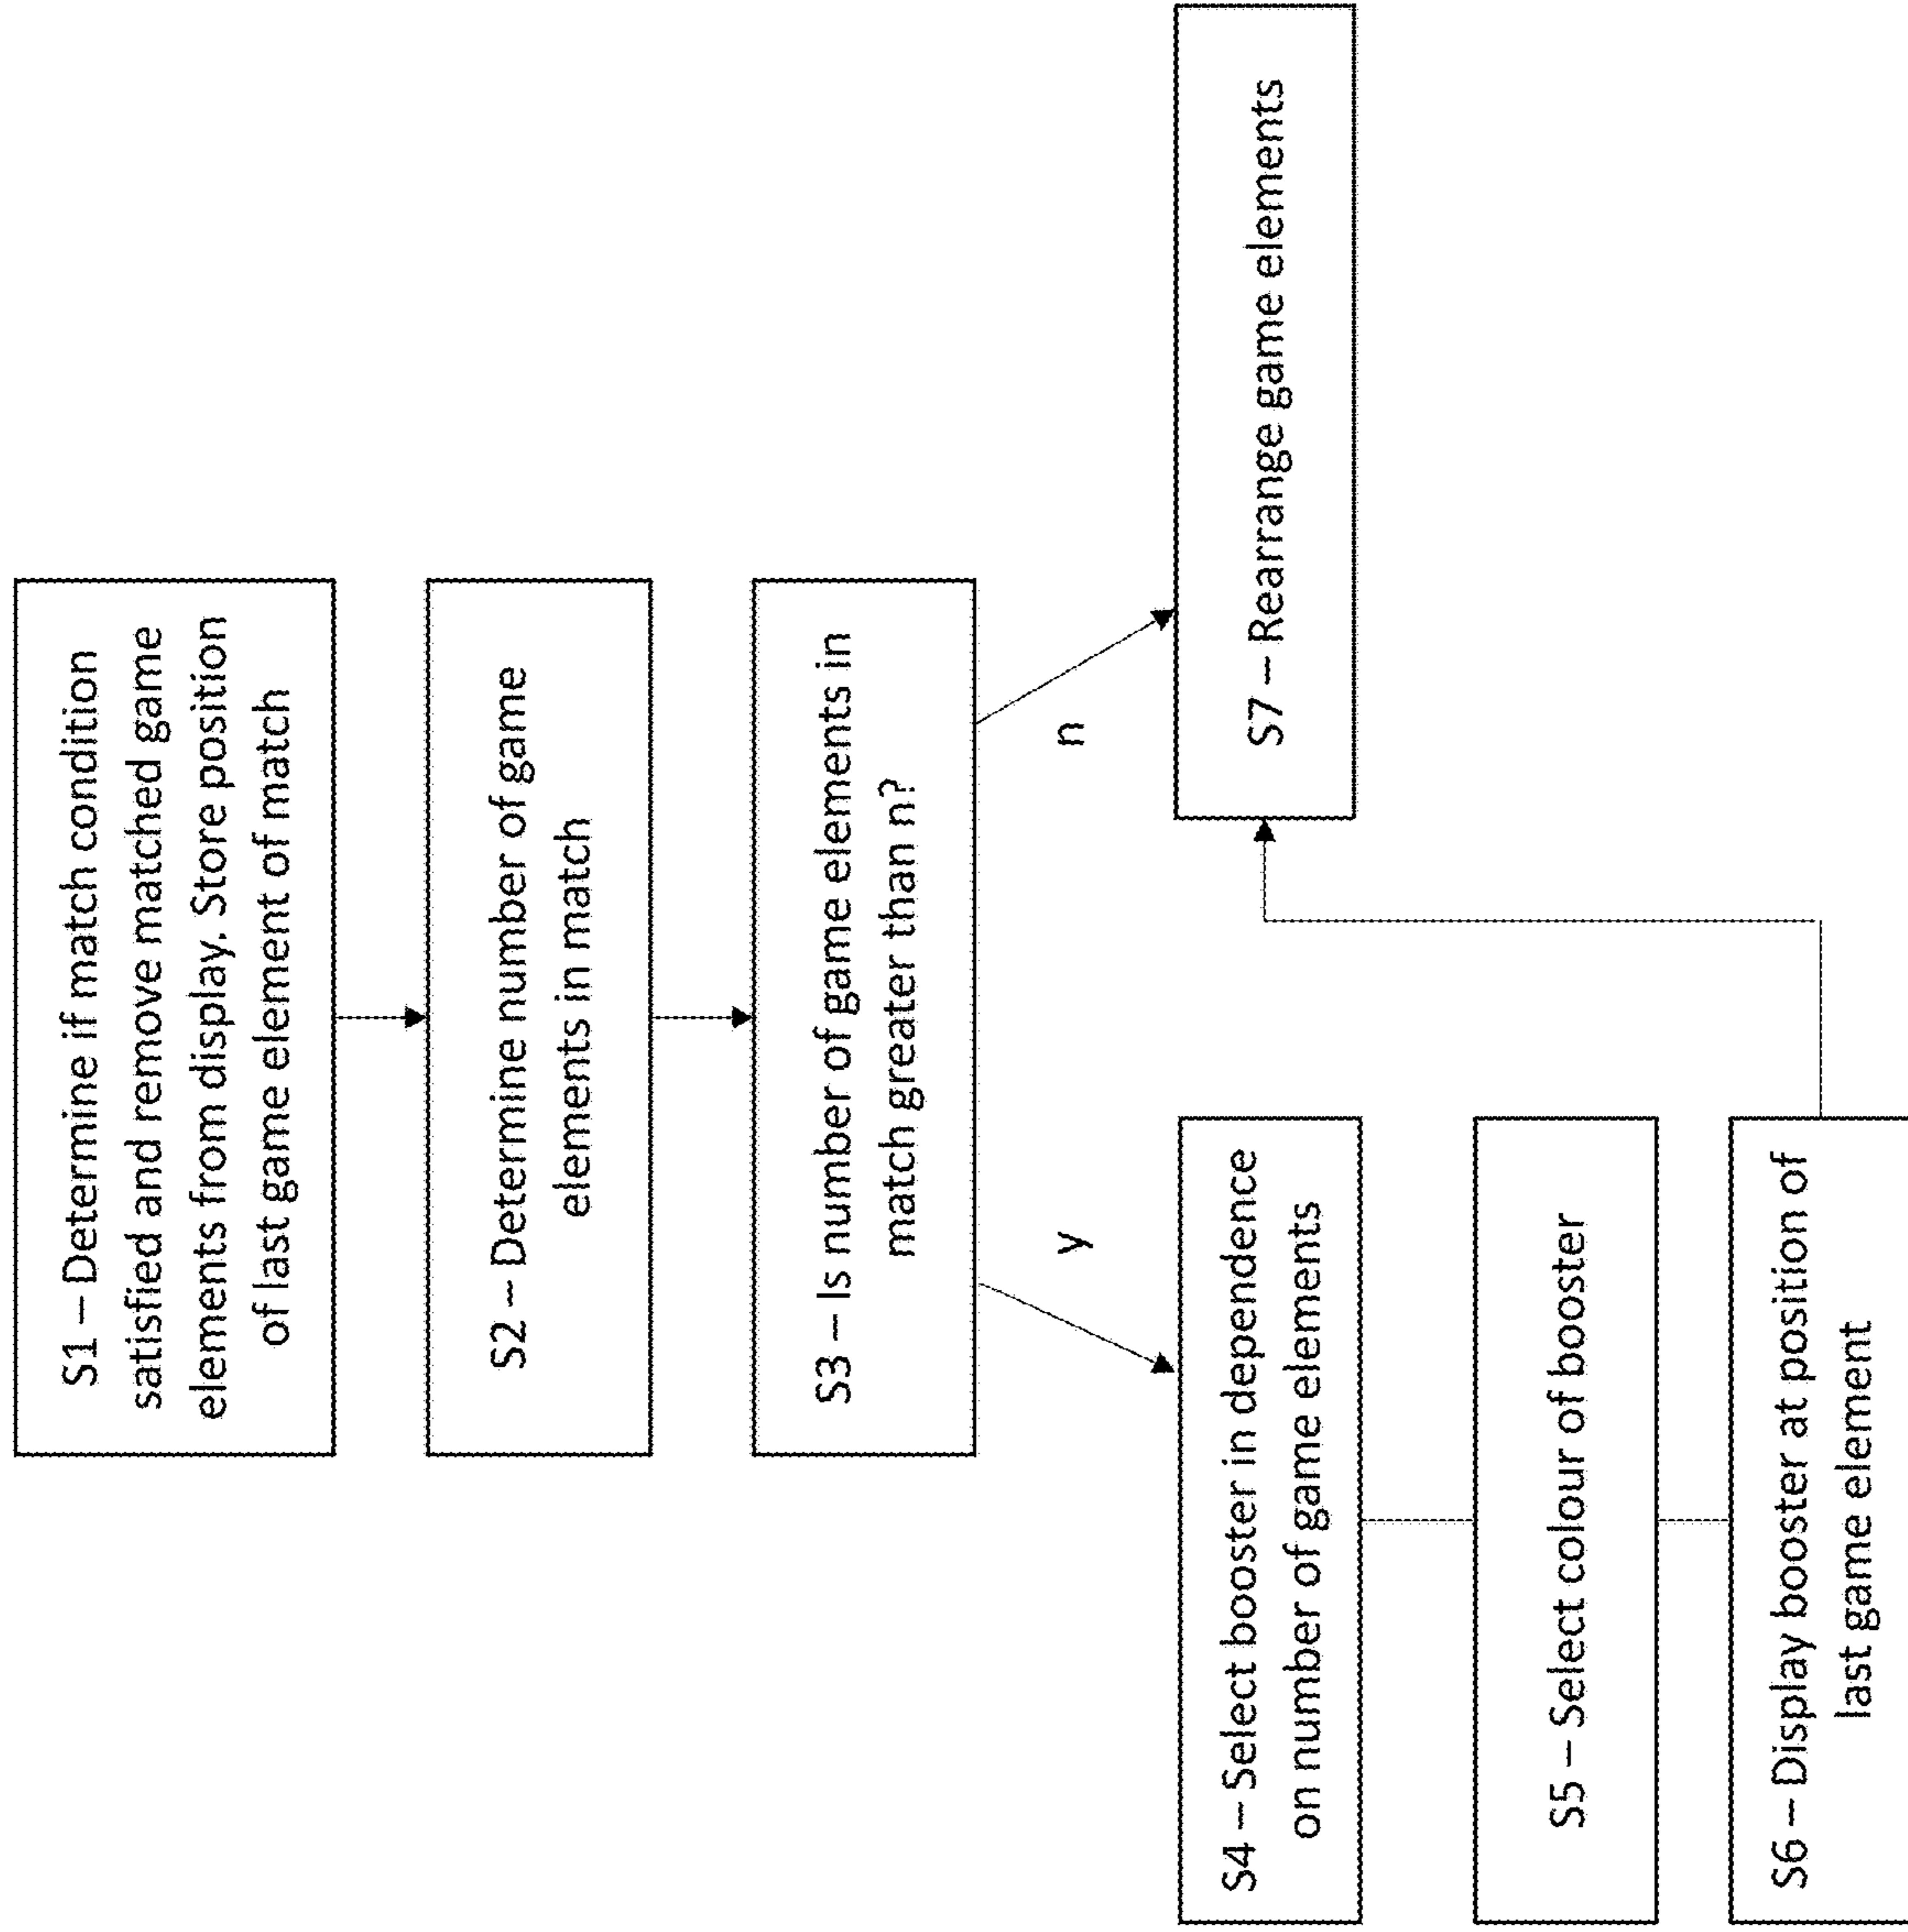 S1 – Determine if match condition
satisfied and remove matched game
elements from display. Store position
of last game element of match
S2 – Determine number of game
elements in match
S3 – Is number of game elements in
match greater than n?
y
n
S4 – Select booster in dependence
on number of game elements
S5 – Select colour of booster
S6 – Display booster at position of
last game element
S7 – Rearrange game elements